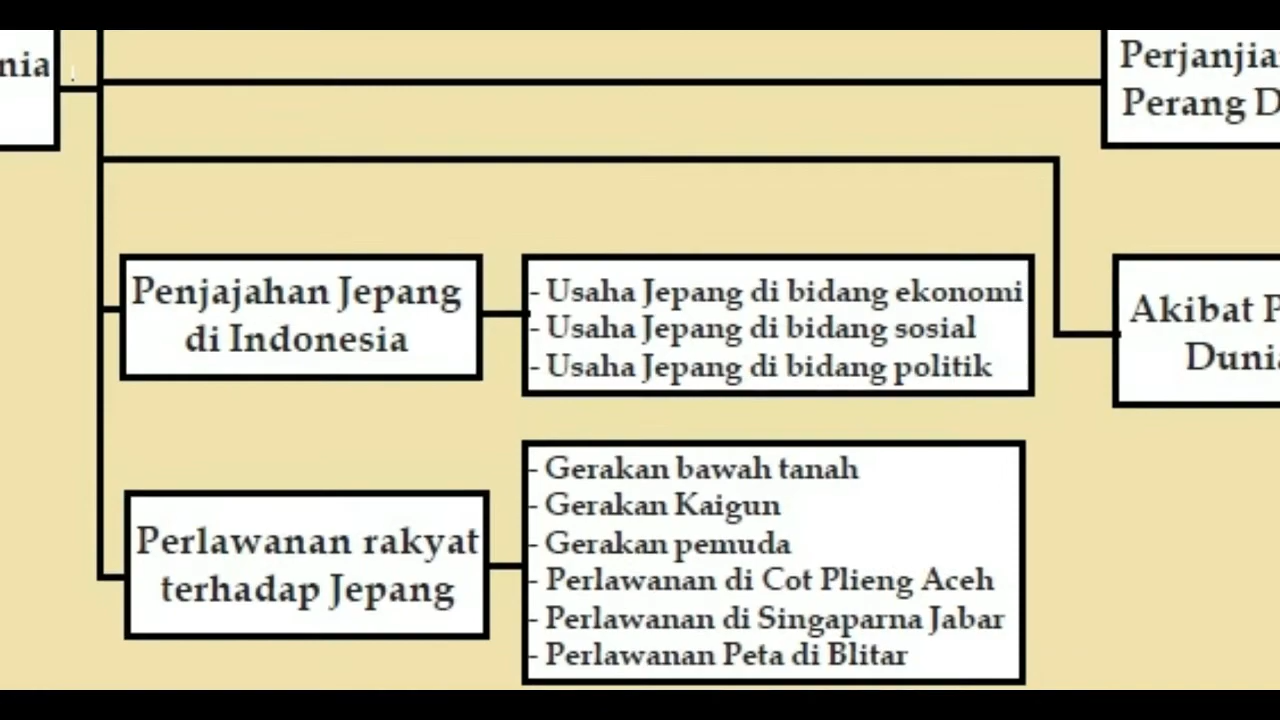 nia
Perjanjia
Perang D
Penjajahan Jepang
di Indonesia
- Usaha Jepang di bidang ekonomi
- Usaha Jepang di bidang sosial
- Usaha Jepang di bidang politik
Akibat P
Dunia
Perlawanan rakyat
terhadap Jepang
- Gerakan bawah tanah
- Gerakan Kaigun
- Gerakan pemuda
- Perlawanan di Cot Plieng Aceh
- Perlawanan di Singaparna Jabar
- Perlawanan Peta di Blitar